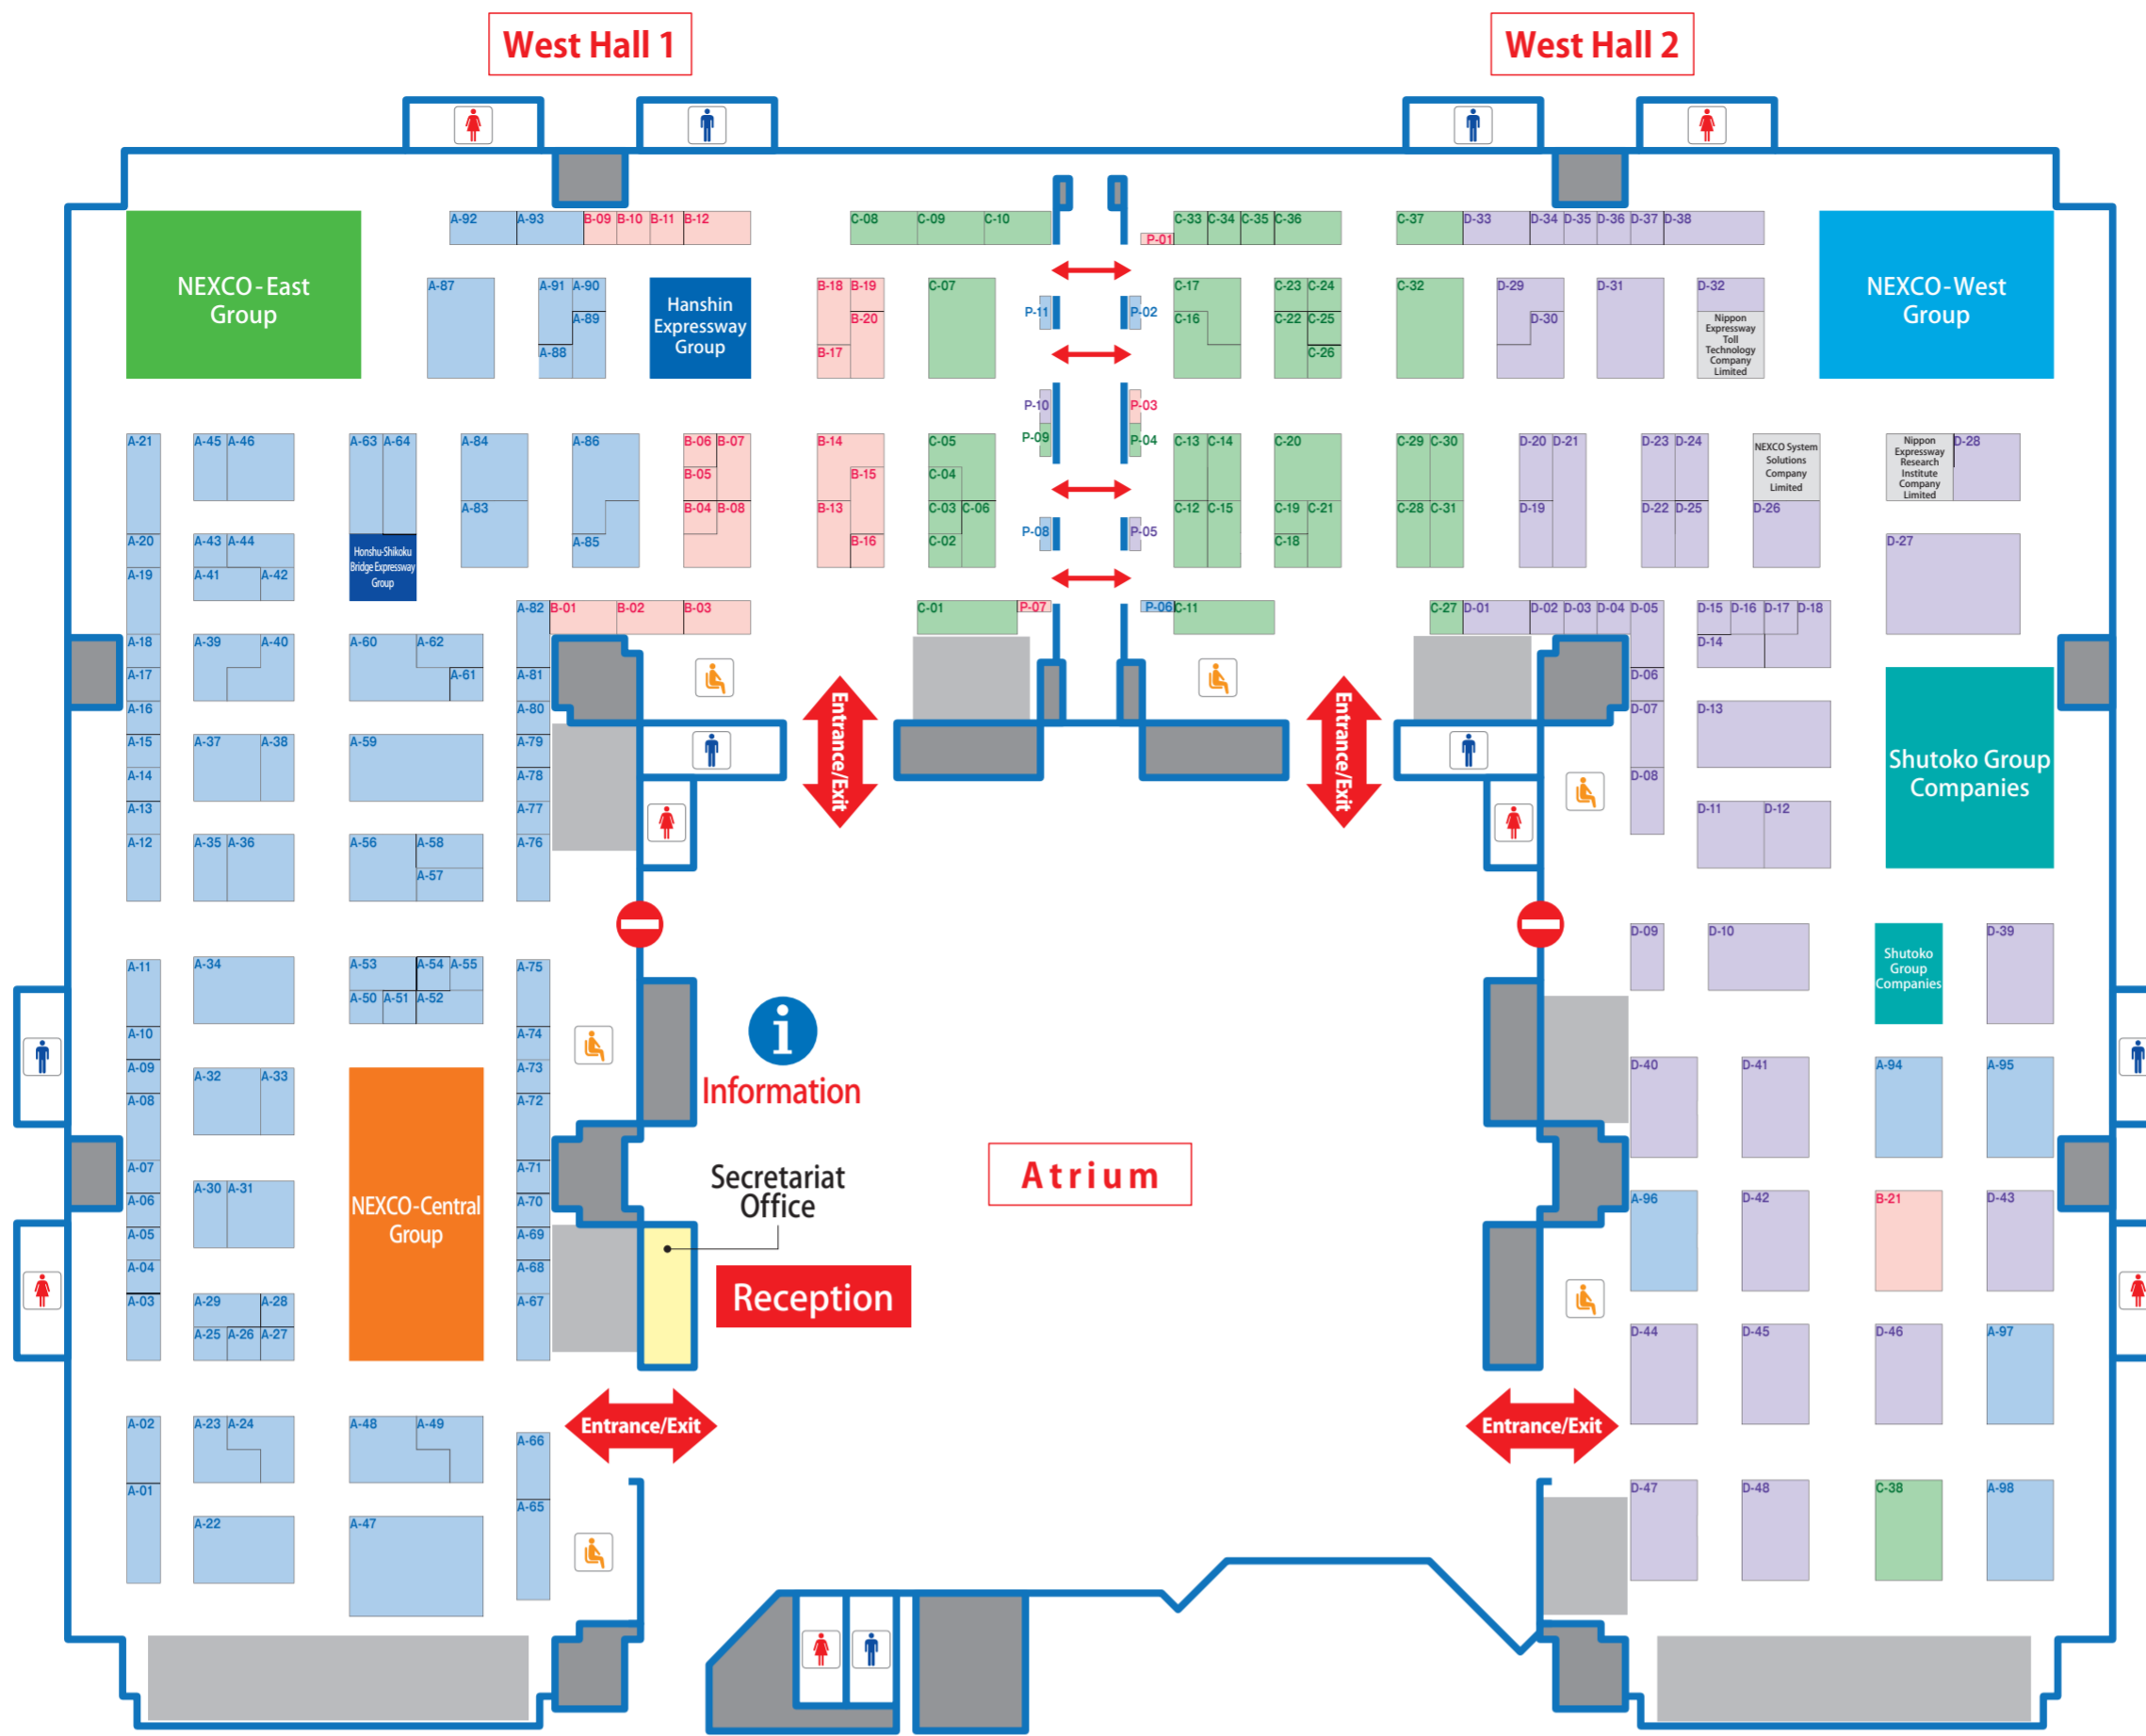 West Hall 1
West Hall 2
A-92 A-93 B-09 B-10 B-11 B-12
C-08 C-09 C-10
P-01
C-33 C-34 C-35 C-36
C-37 D-33 D-34 D-35 D-36 D-37 D-38
NEXCO-East
Group
A-87
A-91 A-90
A-89
A-88
Hanshin
Expressway
Group
B-18 B-19
B-20
B-17
C-07
P-11
P-02
C-17
C-16
C-23 C-24
C-22 C-25
C-26
C-32
D-29
D-30
D-31
D-32
Nippon
Expressway
Toll
Technology
Company
Limited
NEXCO-West
Group
P-10
P-03
P-09
P-04
A-21
A-45 A-46
A-63 A-64
A-84
A-83
A-86
A-85
B-06 B-07
B-05
B-04 B-08
B-14
B-15
B-13
B-16
C-05
C-04
C-03 C-06
C-02
P-08
P-05
C-13 C-14
C-12 C-15
C-20
C-19 C-21
C-18
C-29 C-30
C-28 C-31
D-20 D-21
D-19
D-23 D-24
D-22 D-25
NEXCO System
Solutions
Company
Limited
D-26
Nippon
Expressway
Research
Institute
Company
Limited
D-28
D-27
A-20
A-43 A-44
A-19
A-41 A-42
Honshu-Shikoku
Bridge Expressway
Group
A-82 B-01 B-02 B-03
C-01 P-07
P-06 C-11
C-27 D-01 D-02 D-03 D-04 D-05
D-15 D-16 D-17 D-18
D-14
A-18
A-39 A-40
A-60 A-62
A-61
A-17
A-81
D-06
A-16
A-80
D-07
D-13
Entrance/Exit
Entrance/Exit
Shutoko Group
Companies
A-15
A-37 A-38
A-59
A-79
A-14
A-78
D-08
A-13
A-77
D-11 D-12
A-12
A-35 A-36
A-56 A-58
A-57
A-76
D-09
D-10
Shutoko
Group
Companies
D-39
A-11
A-34
A-53 A-54 A-55
A-50 A-51 A-52
A-75
A-10
A-74
A-09
A-73
A-32 A-33
A-08
A-72
Information
D-40
D-41
A-94
A-95
A-07
A-71
A-30 A-31
A-06
A-70
NEXCO-Central
Group
Secretariat
Office
Atrium
A-96
D-42
B-21
D-43
A-05
A-69
A-04
A-68
A-03
A-67
A-29 A-28
A-25 A-26 A-27
Reception
D-44
D-45
D-46
A-97
A-02
A-23 A-24
A-48 A-49
A-66
Entrance/Exit
Entrance/Exit
A-01
A-65
A-22
A-47
D-47
D-48
C-38
A-98